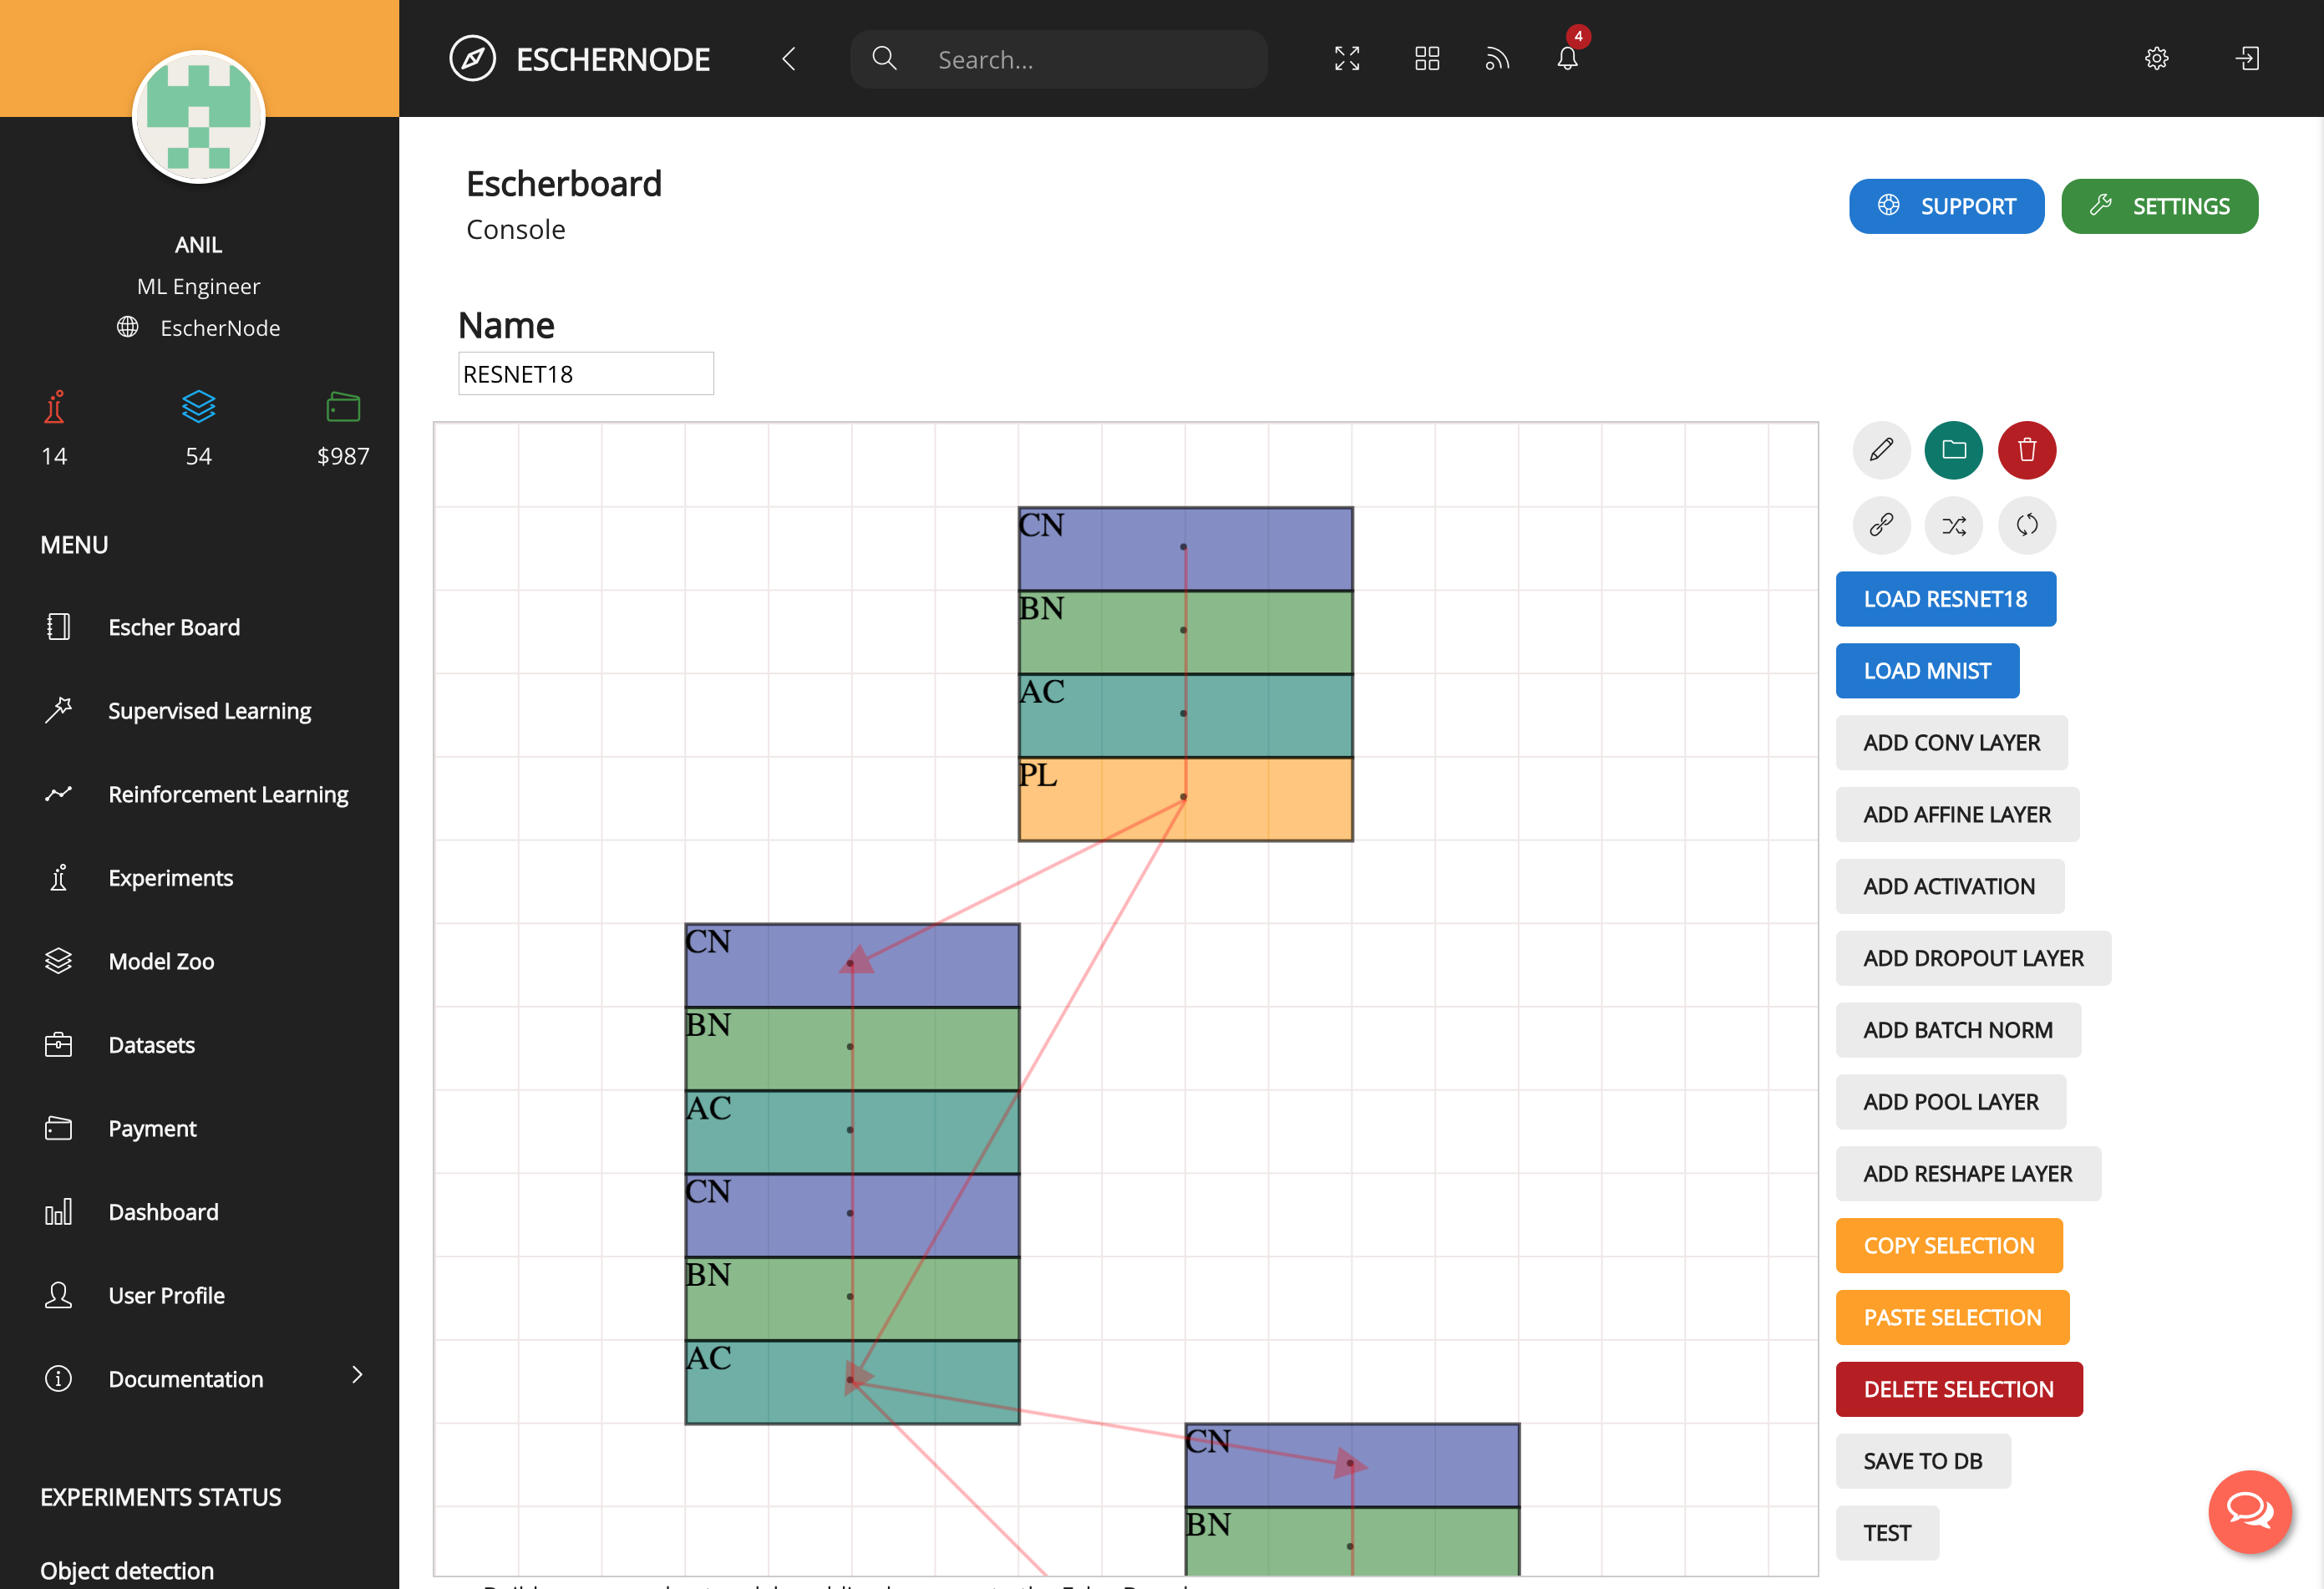 ESCHERNODE
Search...
4
ANIL
ML Engineer
EscherNode
14
54
$987
MENU
Escher Board
Supervised Learning
Reinforcement Learning
Experiments
Model Zoo
Datasets
Payment
Dashboard
User Profile
Documentation
EXPERIMENTS STATUS
Object detection
Escherboard
Console
SUPPORT
SETTINGS
Name
RESNET18
CN
BN
AC
PL
CN
BN
AC
CN
BN
AC
CN
BN
LOAD RESNET18
LOAD MNIST
ADD CONV LAYER
ADD AFFINE LAYER
ADD ACTIVATION
ADD DROPOUT LAYER
ADD BATCH NORM
ADD POOL LAYER
ADD RESHAPE LAYER
COPY SELECTION
PASTE SELECTION
DELETE SELECTION
SAVE TO DB
TEST